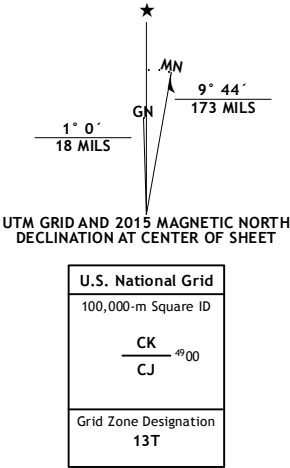 ★
MN
GN
9° 44´
173 MILS
1° 0´
18 MILS
UTM GRID AND 2015 MAGNETIC NORTH
DECLINATION AT CENTER OF SHEET
U.S. National Grid
100,000-m Square ID
CK
⁴⁹00
CJ
Grid Zone Designation
13T